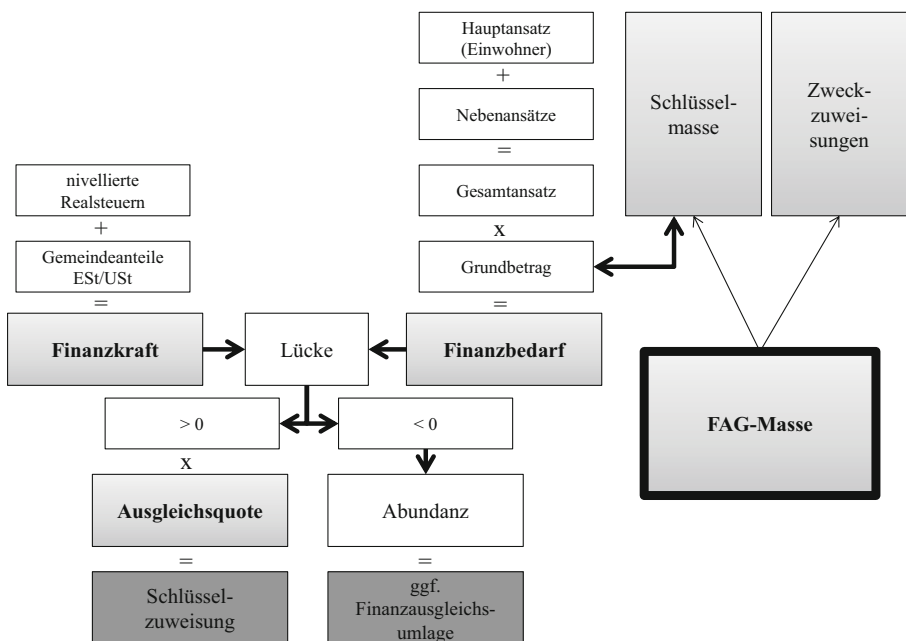 Hauptansatz
(Einwohner)
+
Nebenansätze
=
Gesamtansatz
x
Grundbetrag
=
Finanzbedarf
Schlüssel-
masse
Zweck-
zuwei-
sungen
FAG-Masse
nivellierte
Realsteuern
+
Gemeindeanteile
ESt/USt
=
Finanzkraft
Lücke
> 0
x
Ausgleichsquote
=
Schlüssel-
zuweisung
< 0
Abundanz
=
ggf.
Finanzausgleichs-
umlage